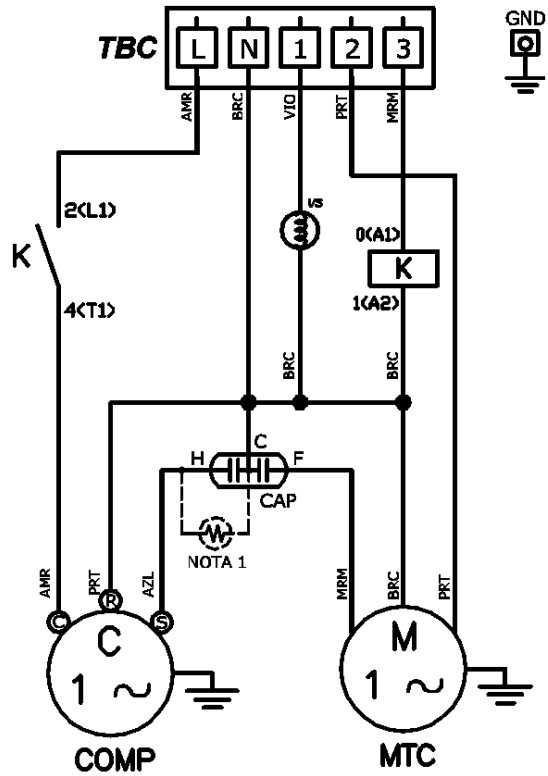 GND
TBC L N 1 2 3
AMR BRC VIO PRT MRM
VS
2(L1)
K
4(T1)
0(A1)
K
1(A2)
BRC BRC
H C F
CAP
NOTA 1
AMR PRT AZL MRM BRC PRT
C R S
C
1
M
1
COMP
MTC